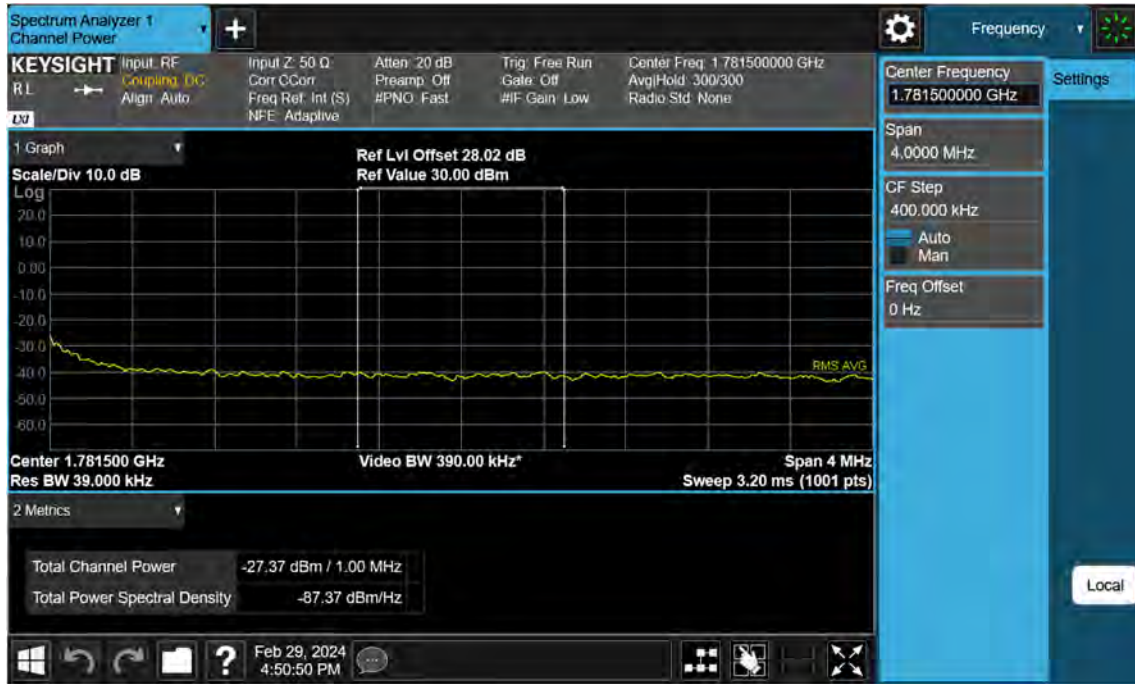 Spectrum Analyzer 1
Channel Power
Frequency
KEYSIGHT
Input: RF
Coupling: DC
Align: Auto
RL
LXI
Input Z: 50 Ω
Corr CCorr
Freq Ref: Int (S)
NFE: Adaptive
Atten: 20 dB
Preamp: Off
#PNO: Fast
Trig: Free Run
Gate: Off
#IF Gain: Low
Center Freq: 1.781500000 GHz
Avg|Hold: 300/300
Radio Std: None
Center Frequency
1.781500000 GHz
Settings
Span
4.0000 MHz
CF Step
400.000 kHz
Auto
Man
Freq Offset
0 Hz
1 Graph
Scale/Div 10.0 dB
Ref Lvl Offset 28.02 dB
Ref Value 30.00 dBm
Log
20.0
10.0
0.00
-10.0
-20.0
-30.0
-40.0
-50.0
-60.0
RMS AVG
Center 1.781500 GHz
Res BW 39.000 kHz
Video BW 390.00 kHz*
Span 4 MHz
Sweep 3.20 ms (1001 pts)
2 Metrics
Total Channel Power -27.37 dBm / 1.00 MHz
Total Power Spectral Density -87.37 dBm/Hz
Local
?
Feb 29, 2024
4:50:50 PM